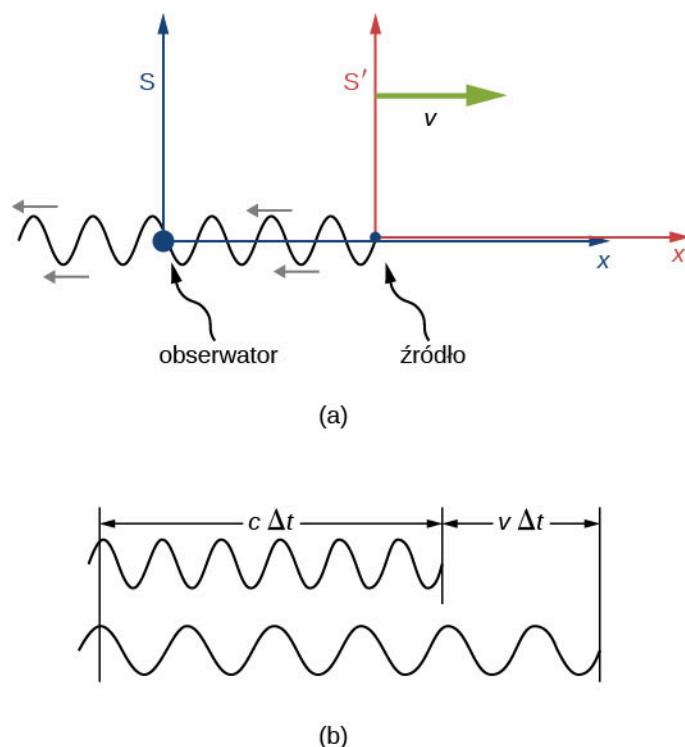 S
S′
v
x
x′
obserwator
źródło
(a)
c Δt
v Δt
(b)